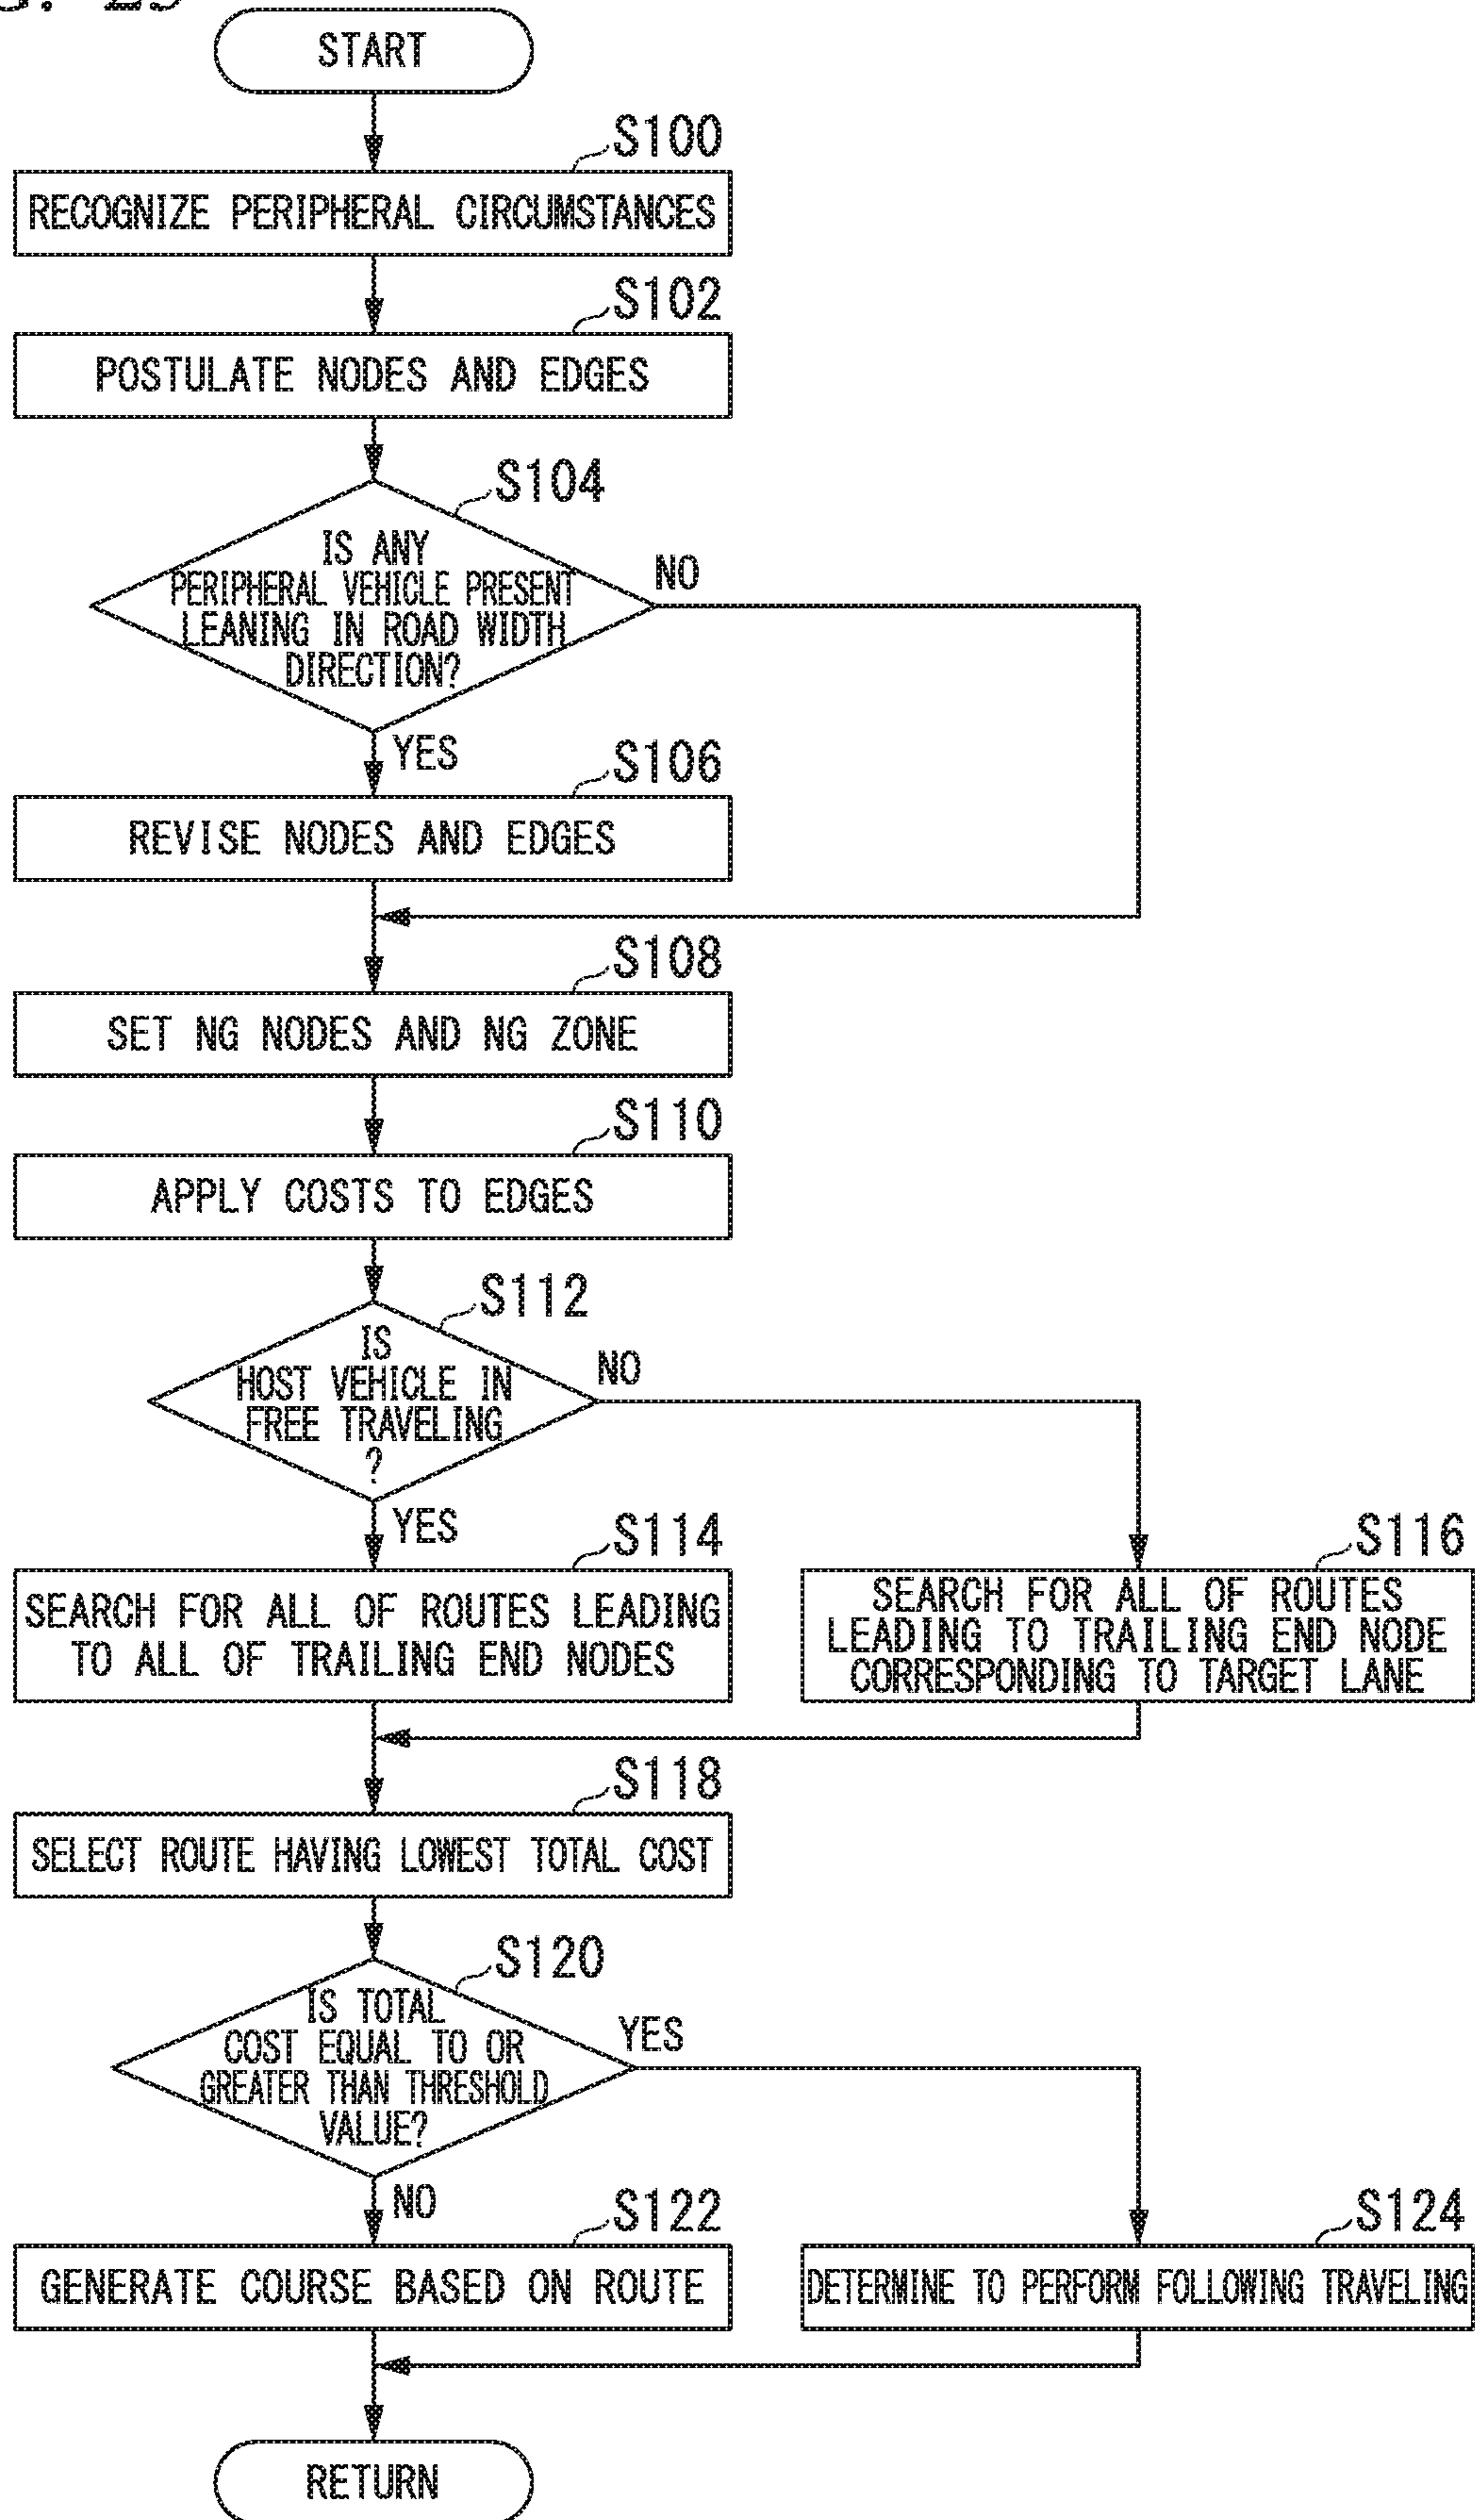 START
S100
RECOGNIZE PERIPHERAL CIRCUMSTANCES
S102
POSTULATE NODES AND EDGES
S104
IS ANY
PERIPHERAL VEHICLE PRESENT
LEANING IN ROAD WIDTH
DIRECTION?
NO
YES
S106
REVISE NODES AND EDGES
S108
SET NG NODES AND NG ZONE
S110
APPLY COSTS TO EDGES
S112
IS
HOST VEHICLE IN
FREE TRAVELING
?
NO
YES
S114
SEARCH FOR ALL OF ROUTES LEADING
TO ALL OF TRAILING END NODES
S116
SEARCH FOR ALL OF ROUTES
LEADING TO TRAILING END NODE
CORRESPONDING TO TARGET LANE
S118
SELECT ROUTE HAVING LOWEST TOTAL COST
S120
IS TOTAL
COST EQUAL TO OR
GREATER THAN THRESHOLD
VALUE?
YES
NO
S122
GENERATE COURSE BASED ON ROUTE
S124
DETERMINE TO PERFORM FOLLOWING TRAVELING
RETURN